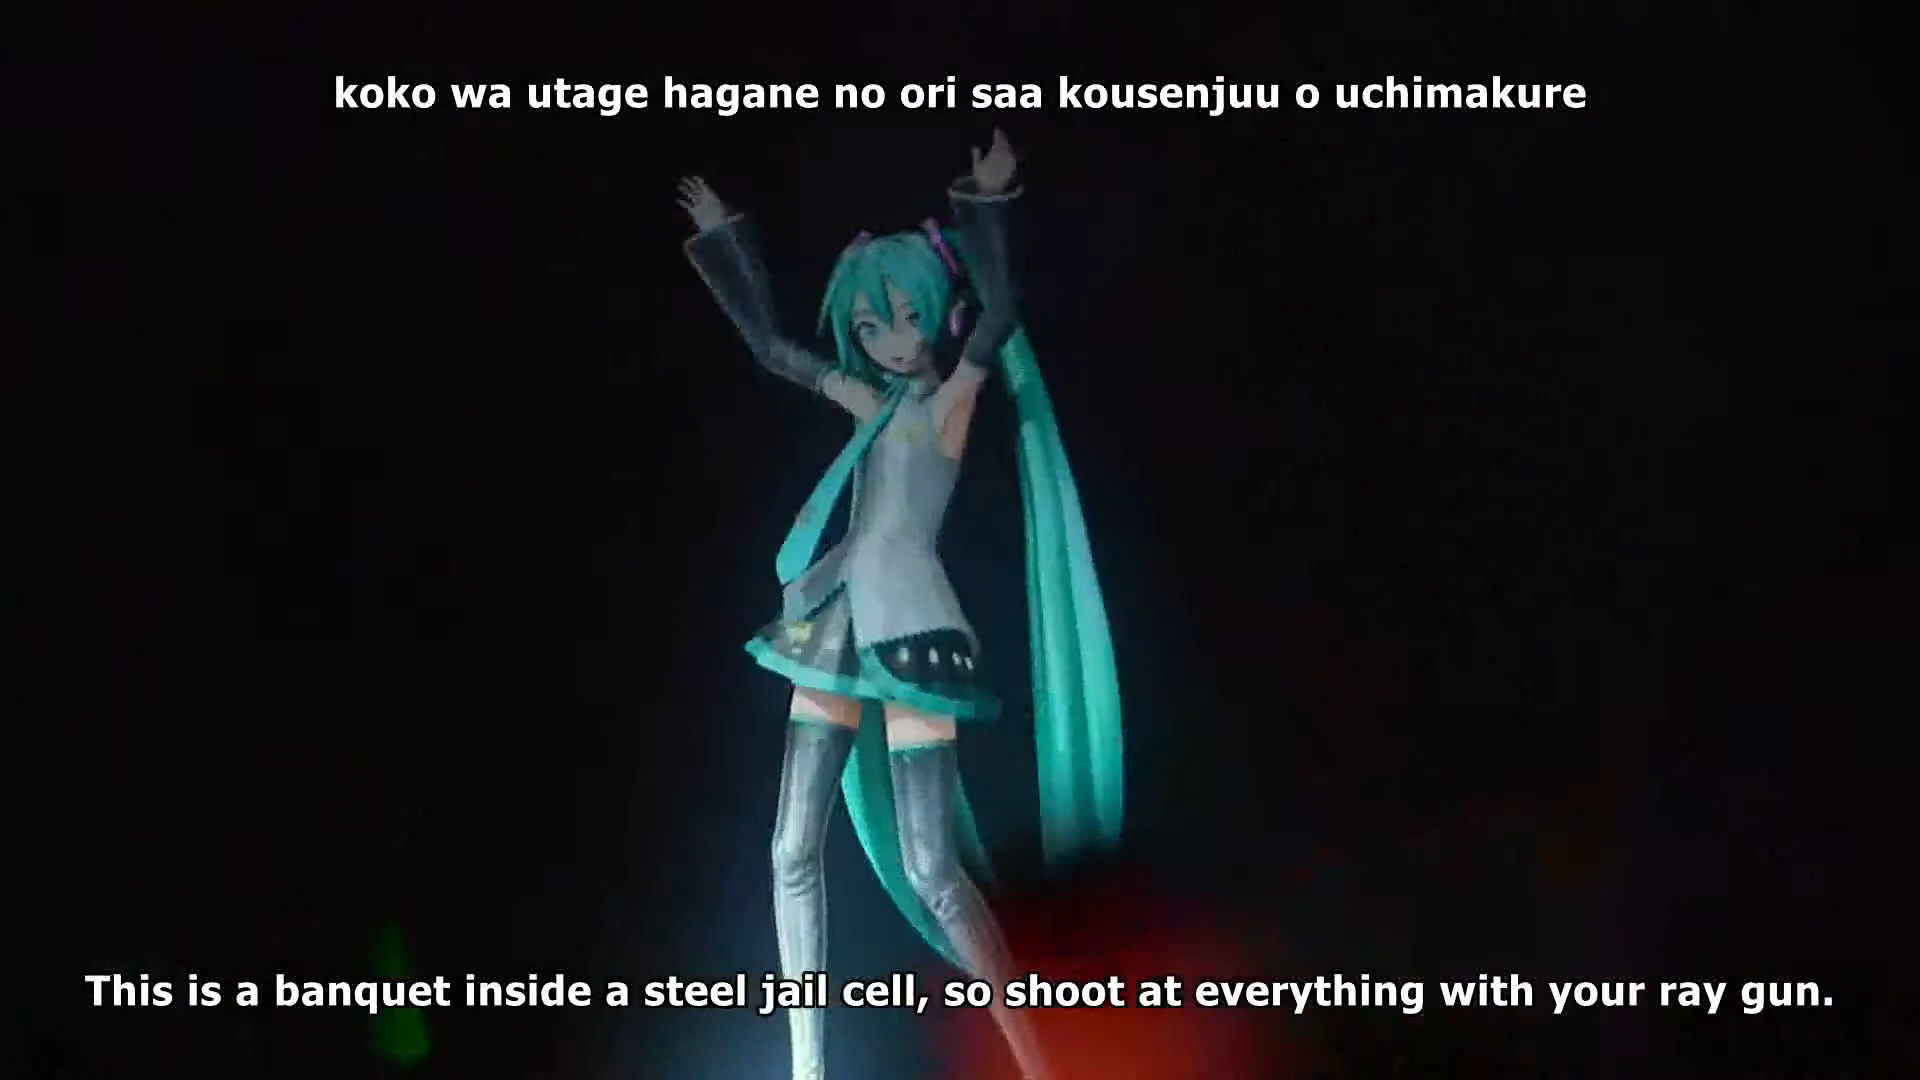 koko wa utage hagane no ori saa kousenjuu o uchimakure
This is a banquet inside a steel jail cell, so shoot at everything with your ray gun.